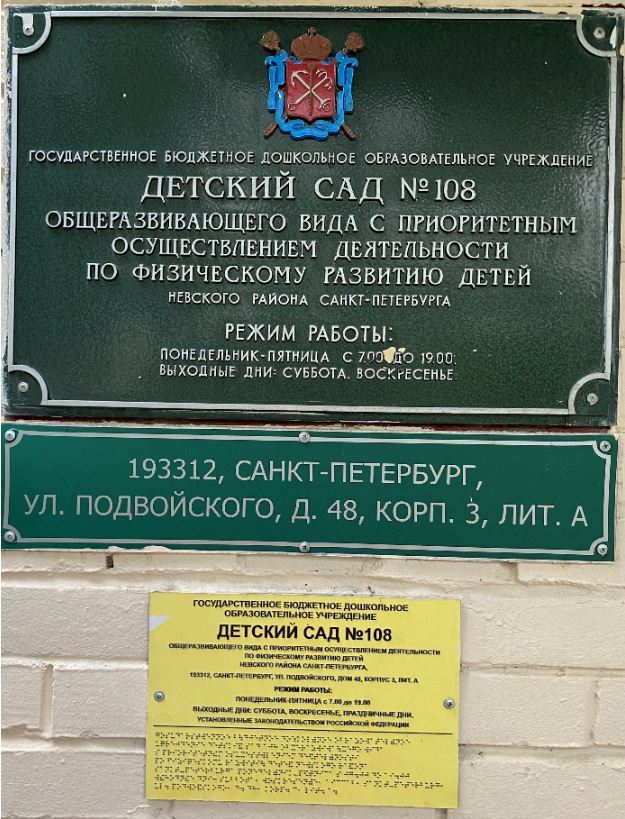 ГОСУДАРСТВЕННОЕ БЮДЖЕТНОЕ ДОШКОЛЬНОЕ ОБРАЗОВАТЕЛЬНОЕ УЧРЕЖДЕНИЕ
ДЕТСКИЙ САД №108
ОБЩЕРАЗВИВАЮЩЕГО ВИДА С ПРИОРИТЕТНЫМ
ОСУЩЕСТВЛЕНИЕМ ДЕЯТЕЛЬНОСТИ
ПО ФИЗИЧЕСКОМУ РАЗВИТИЮ ДЕТЕЙ
НЕВСКОГО РАЙОНА САНКТ-ПЕТЕРБУРГА
РЕЖИМ РАБОТЫ:
ПОНЕДЕЛЬНИК-ПЯТНИЦА С 7.00 ДО 19.00;
ВЫХОДНЫЕ ДНИ: СУББОТА, ВОСКРЕСЕНЬЕ
193312, САНКТ-ПЕТЕРБУРГ,
УЛ. ПОДВОЙСКОГО, Д. 48, КОРП. 3, ЛИТ. А
ГОСУДАРСТВЕННОЕ БЮДЖЕТНОЕ ДОШКОЛЬНОЕ
ОБРАЗОВАТЕЛЬНОЕ УЧРЕЖДЕНИЕ
ДЕТСКИЙ САД №108
ОБЩЕРАЗВИВАЮЩЕГО ВИДА С ПРИОРИТЕТНЫМ ОСУЩЕСТВЛЕНИЕМ ДЕЯТЕЛЬНОСТИ
ПО ФИЗИЧЕСКОМУ РАЗВИТИЮ ДЕТЕЙ
НЕВСКОГО РАЙОНА САНКТ-ПЕТЕРБУРГА,
193312, САНКТ-ПЕТЕРБУРГ, УЛ. ПОДВОЙСКОГО, ДОМ 48, КОРПУС 3, ЛИТ. А
РЕЖИМ РАБОТЫ:
ПОНЕДЕЛЬНИК-ПЯТНИЦА с 7.00 до 19.00
ВЫХОДНЫЕ ДНИ: СУББОТА, ВОСКРЕСЕНЬЕ, ПРАЗДНИЧНЫЕ ДНИ,
УСТАНОВЛЕННЫЕ ЗАКОНОДАТЕЛЬСТВОМ РОССИЙСКОЙ ФЕДЕРАЦИИ